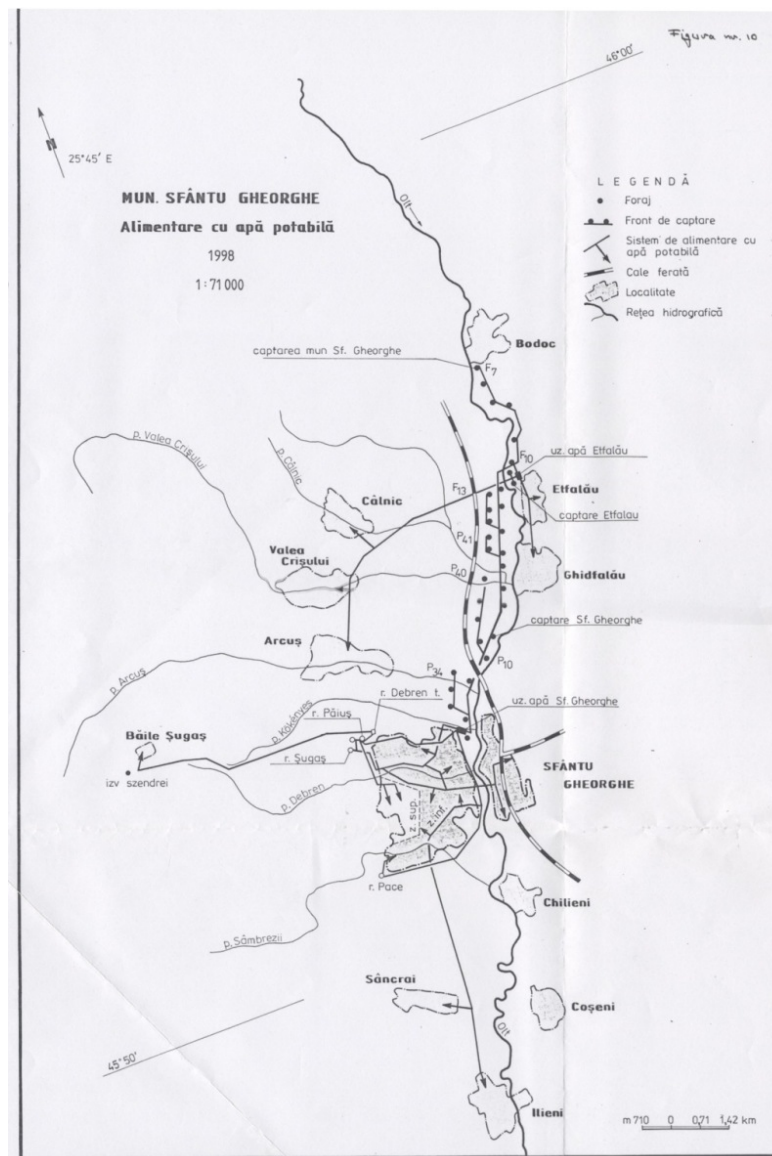 Figura nr. 10
46°00'
N
25°45' E
MUN. SFÂNTU GHEORGHE
Alimentare cu apă potabilă
1998
1:71 000
LEGENDĂ
Foraj
Front de captare
Sistem de alimentare cu
apă potabilă
Cale ferată
Localitate
Rețea hidrografică
Olt
Bodoc
captarea mun Sf. Gheorghe
F7
p. Valea Crișului
p. Câlnic
F10
uz. apă Etfalău
F13
Etfalău
Câlnic
captare Etfalau
P41
Valea
Crișului
P40
Ghidfalău
captare Sf. Gheorghe
Arcuș
P10
P34
p. Arcuș
r. Debren t.
p. Kökényes
r. Păiuș
uz. apă Sf. Gheorghe
Băile Șugaș
r. Șugaș
izv szendrei
SFÂNTU
GHEORGHE
p. Debren
z. sup.
z. inf.
r. Pace
Chilieni
p. Sâmbrezii
Sâncrai
Coșeni
Olt
45°50'
Ilieni
m 710 0 0,71 1,42 km